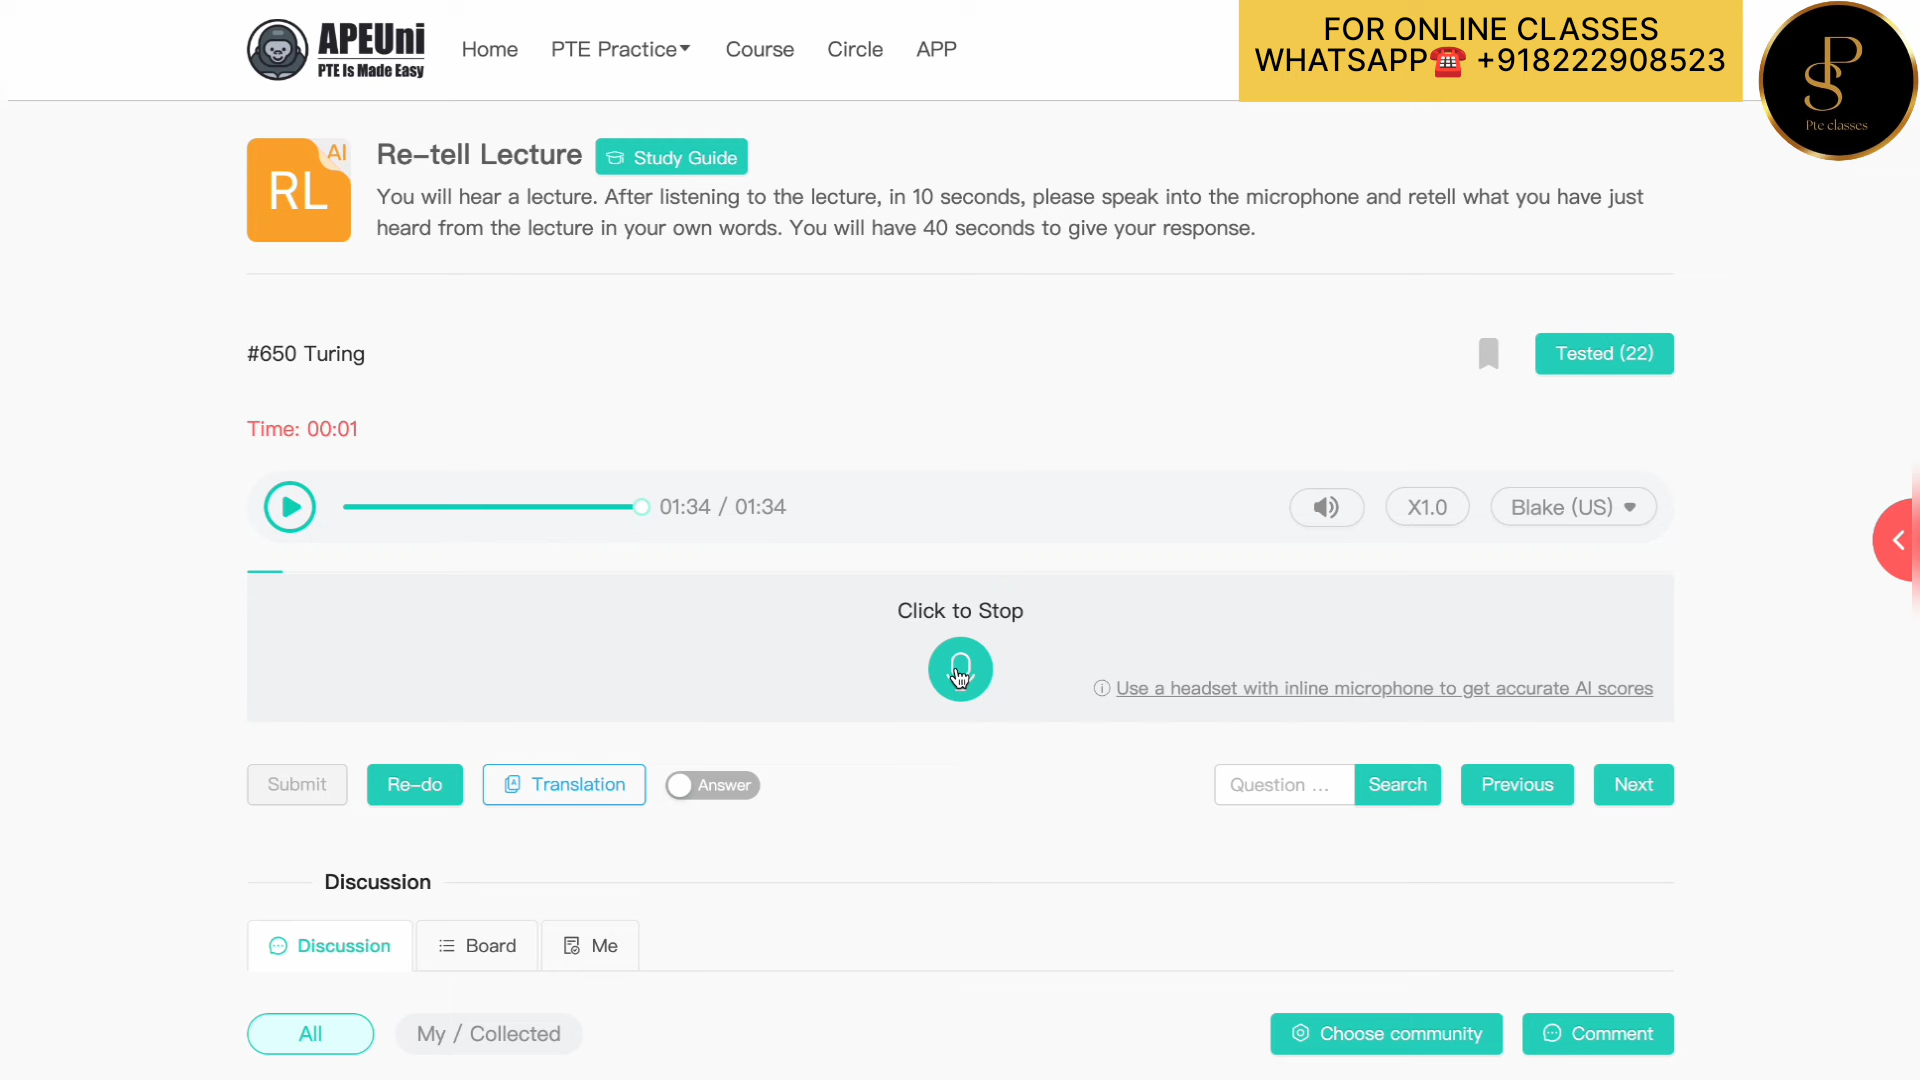 APEUni
PTE Is Made Easy
Home
PTE Practice
Course
Circle
APP
FOR ONLINE CLASSES
WHATSAPP☎️ +918222908523
PS
Pte classes
AI
RL
Re-tell Lecture
Study Guide
You will hear a lecture. After listening to the lecture, in 10 seconds, please speak into the microphone and retell what you have just
heard from the lecture in your own words. You will have 40 seconds to give your response.
#650 Turing
Tested (22)
Time: 00:01
01:34 / 01:34
X1.0
Blake (US)
Click to Stop
Use a headset with inline microphone to get accurate AI scores
Submit
Re-do
Translation
Answer
Question ...
Search
Previous
Next
Discussion
Discussion
Board
Me
All
My / Collected
Choose community
Comment